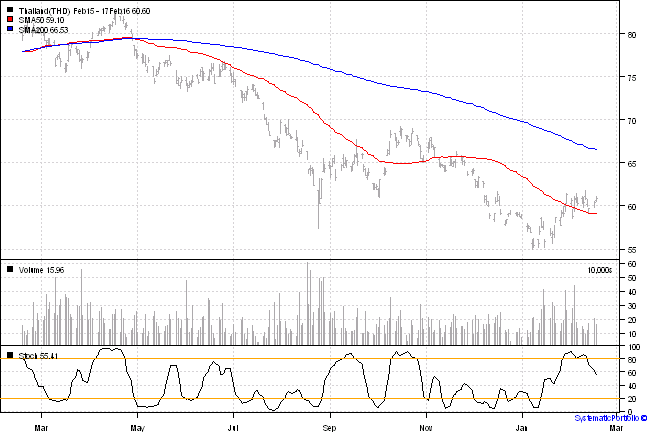 Thailand(THD) Feb15 - 17Feb16 60.60
SMA50 59.10
SMA200 66.53
80
75
70
65
60
55
Volume 15.96
10,000s
60
50
40
30
20
10
Stoch 55.41
100
80
60
40
20
0
Mar May Jul Sep Nov Jan Mar
SystematicPortfolio ©